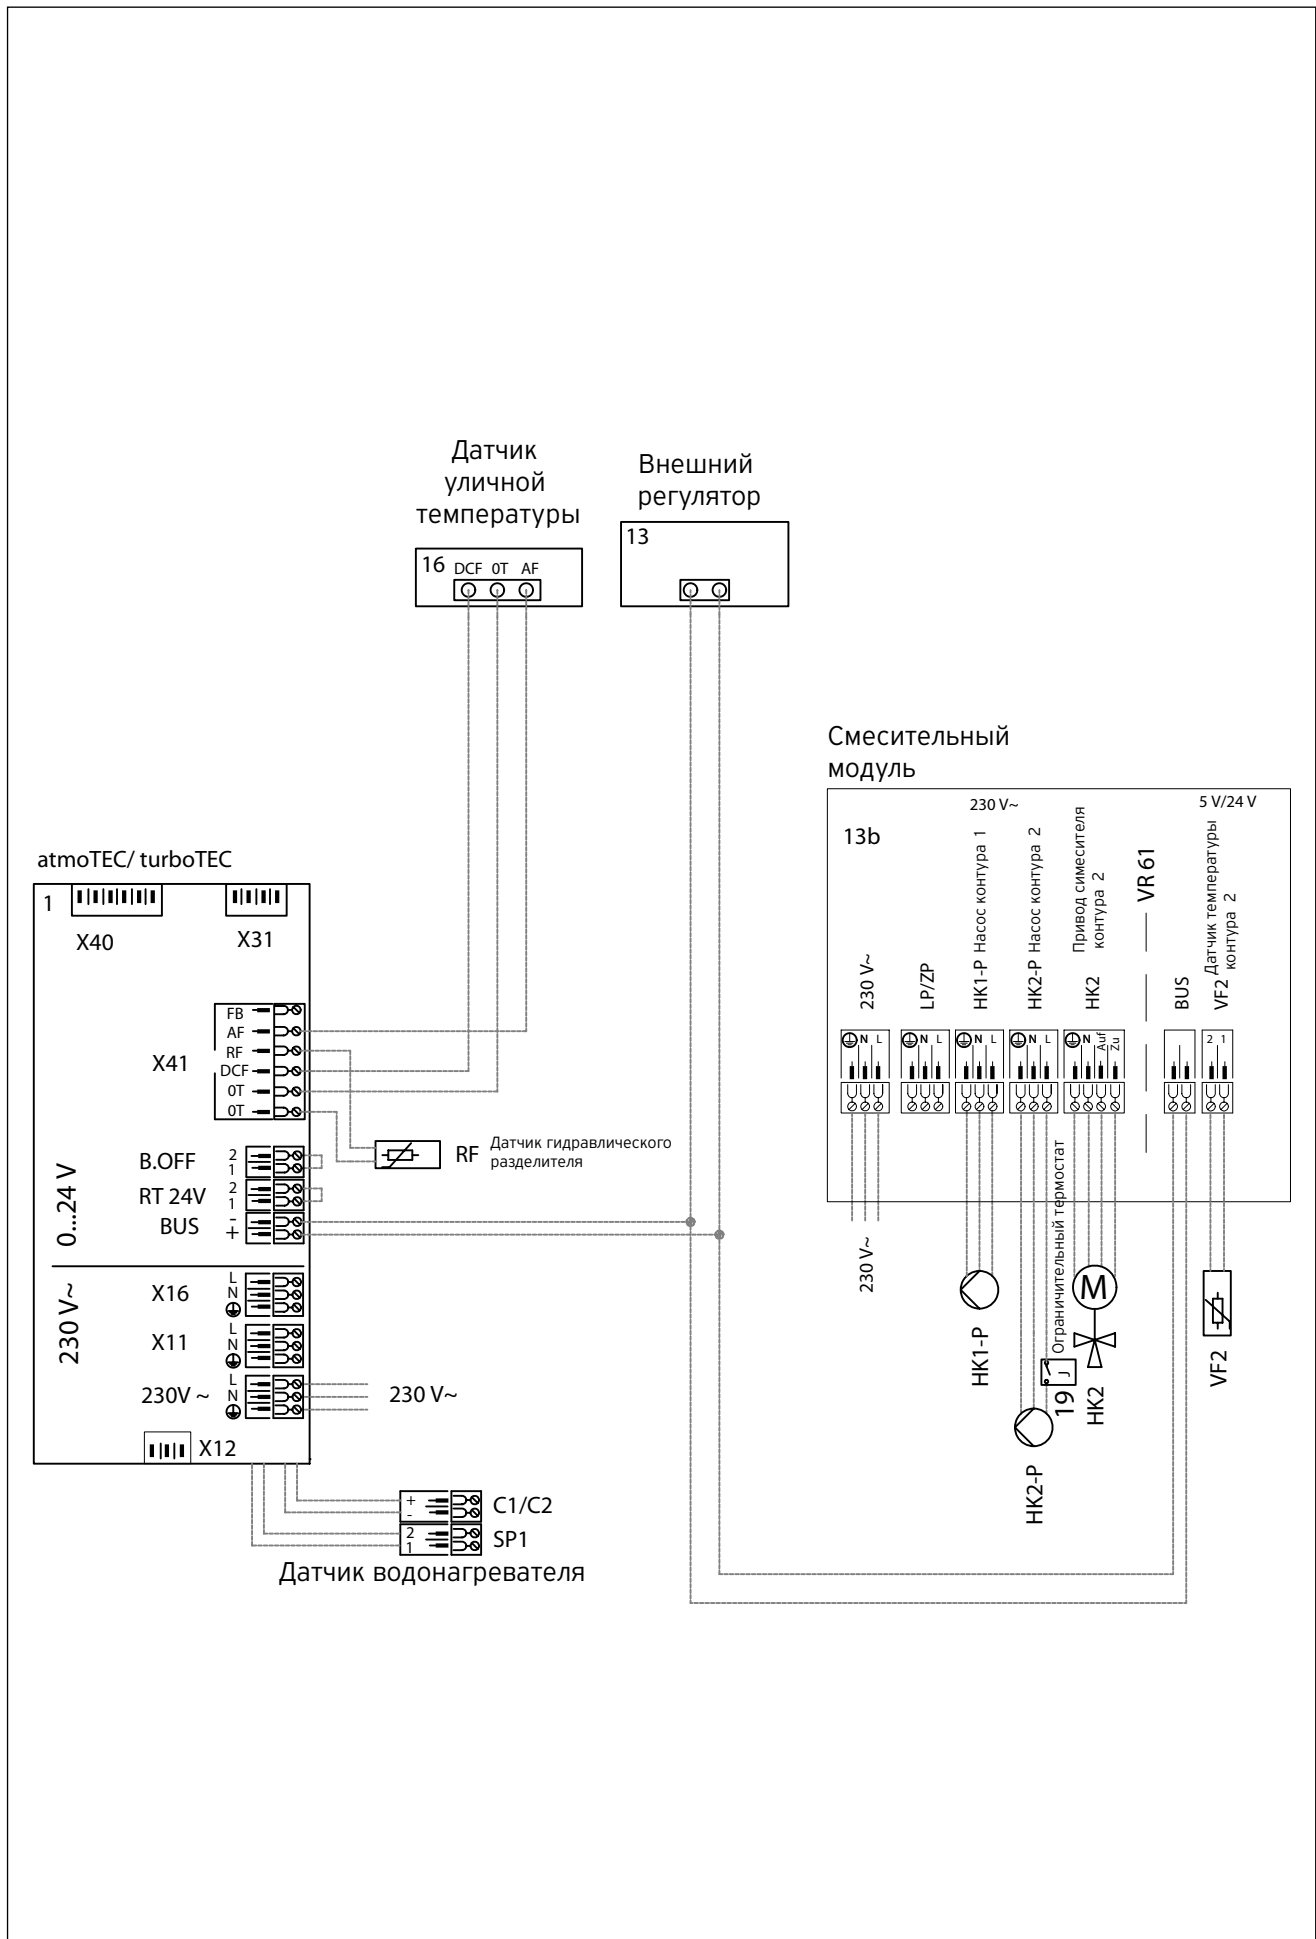 Датчик
уличной
температуры
16 DCF 0T AF
Внешний
регулятор
13
Смесительный
модуль
230 V~
5 V/24 V
13b
230 V~
LP/ZP
HK1-P Насос контура 1
HK2-P Насос контура 2
Привод симесителя
контура 2
HK2
VR 61
BUS
Датчик температуры
контура 2
VF2
N L
N L
N L
N L
N Auf Zu
2 1
atmoTEC/ turboTEC
1
X40
X31
X41
FB
AF
RF
DCF
0T
0T
RF Датчик гидравлического
разделителя
0...24 V
B.OFF
2
1
RT 24V
2
1
BUS
-
+
230 V~
X16
L
N
X11
L
N
230V ~
L
N
230 V~
X12
+
-
C1/C2
2
1
SP1
Датчик водонагревателя
230 V~
HK1-P
Ограничительный термостат
M
19
HK2
HK2-P
VF2